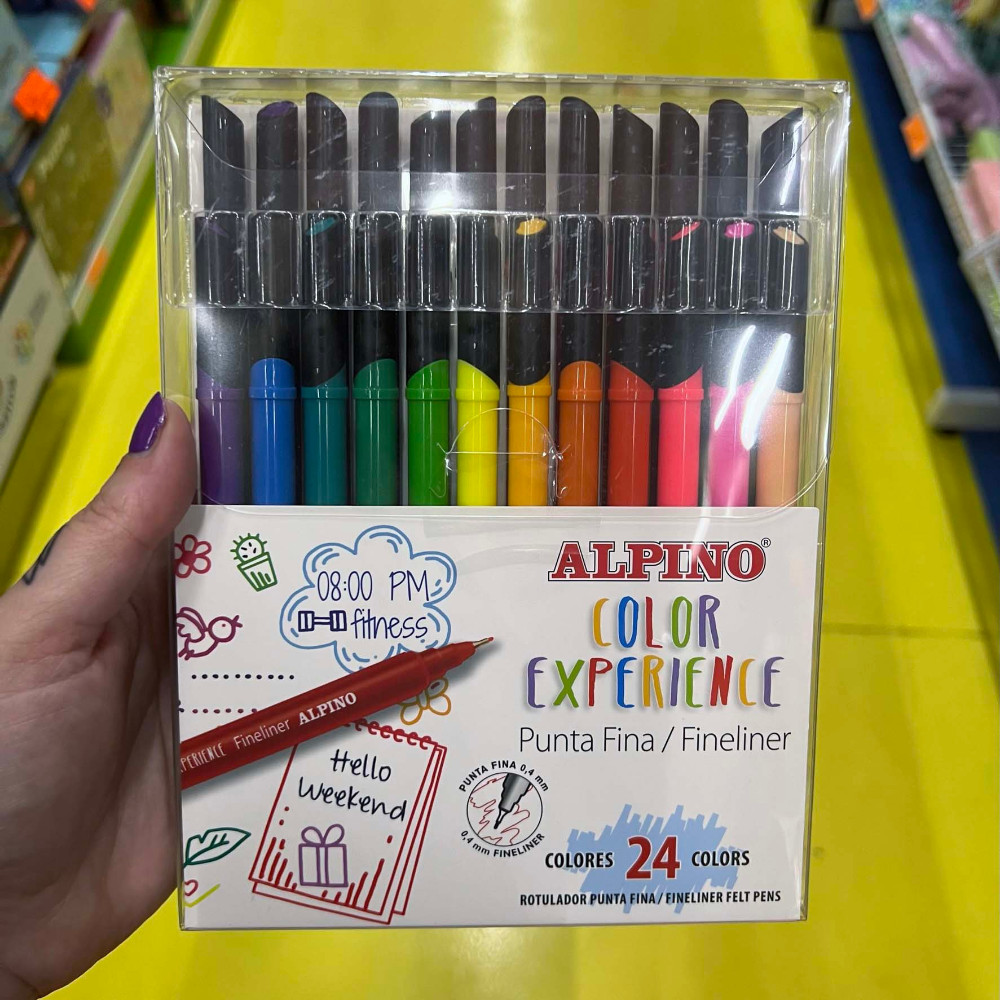 08:00 PM
fitness
ALPINO®
COLOR
EXPERIENCE
Punta Fina / Fineliner
PERIENCE Fineliner ALPINO
Hello
Weekend
PUNTA FINA 0,4 mm
0,4 mm FINELINER
COLORES 24 COLORS
ROTULADOR PUNTA FINA / FINELINER FELT PENS